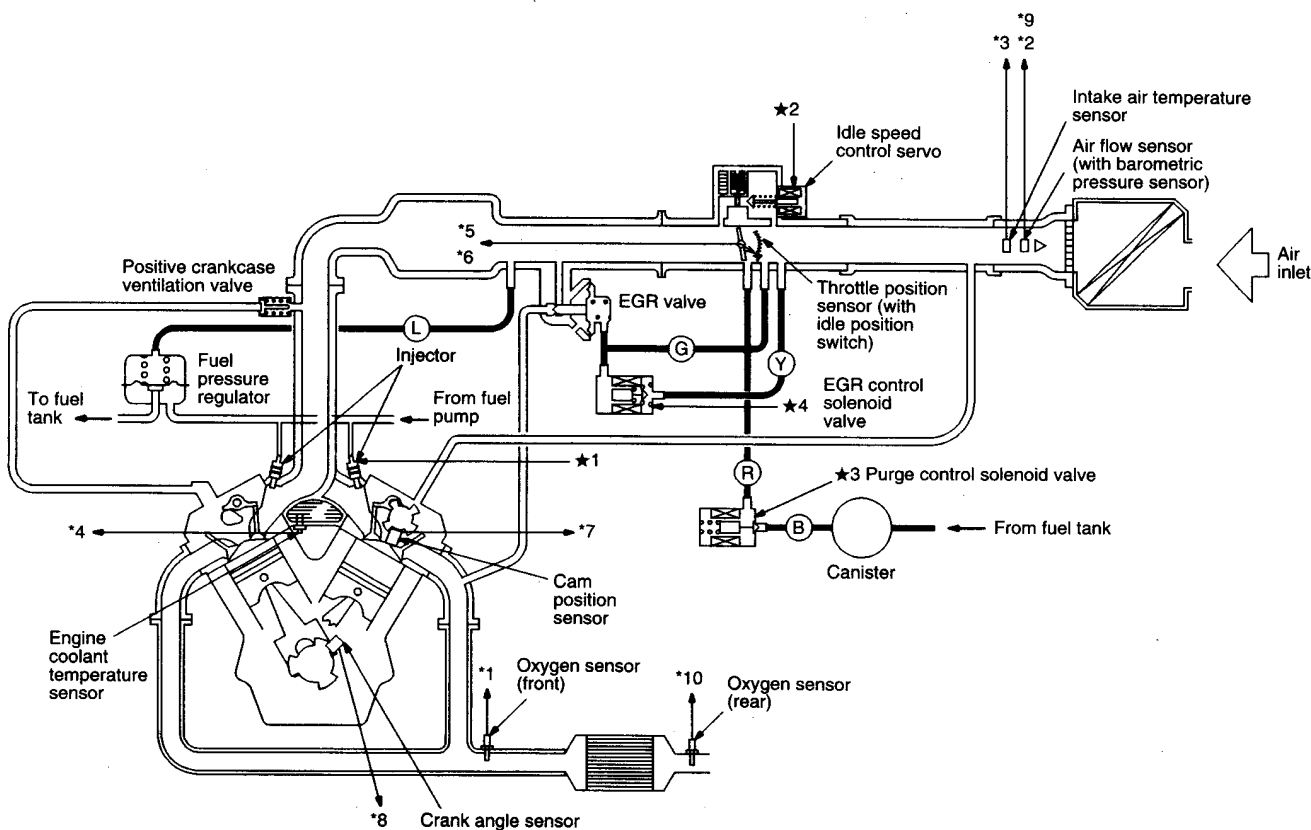 *9
*3 *2
Intake air temperature
sensor
★2
Idle speed
control servo
Air flow sensor
(with barometric
pressure sensor)
*5
*6
Air
inlet
Positive crankcase
ventilation valve
EGR valve
Throttle position
sensor (with
idle position
switch)
L
G
Y
Injector
Fuel
pressure
regulator
To fuel
tank
From fuel
pump
EGR control
solenoid
valve
★4
★1
R
★3 Purge control solenoid valve
*4
*7
B
From fuel tank
Canister
Cam
position
sensor
Engine
coolant
temperature
sensor
*1
Oxygen sensor
(front)
*10
Oxygen sensor
(rear)
*8
Crank angle sensor